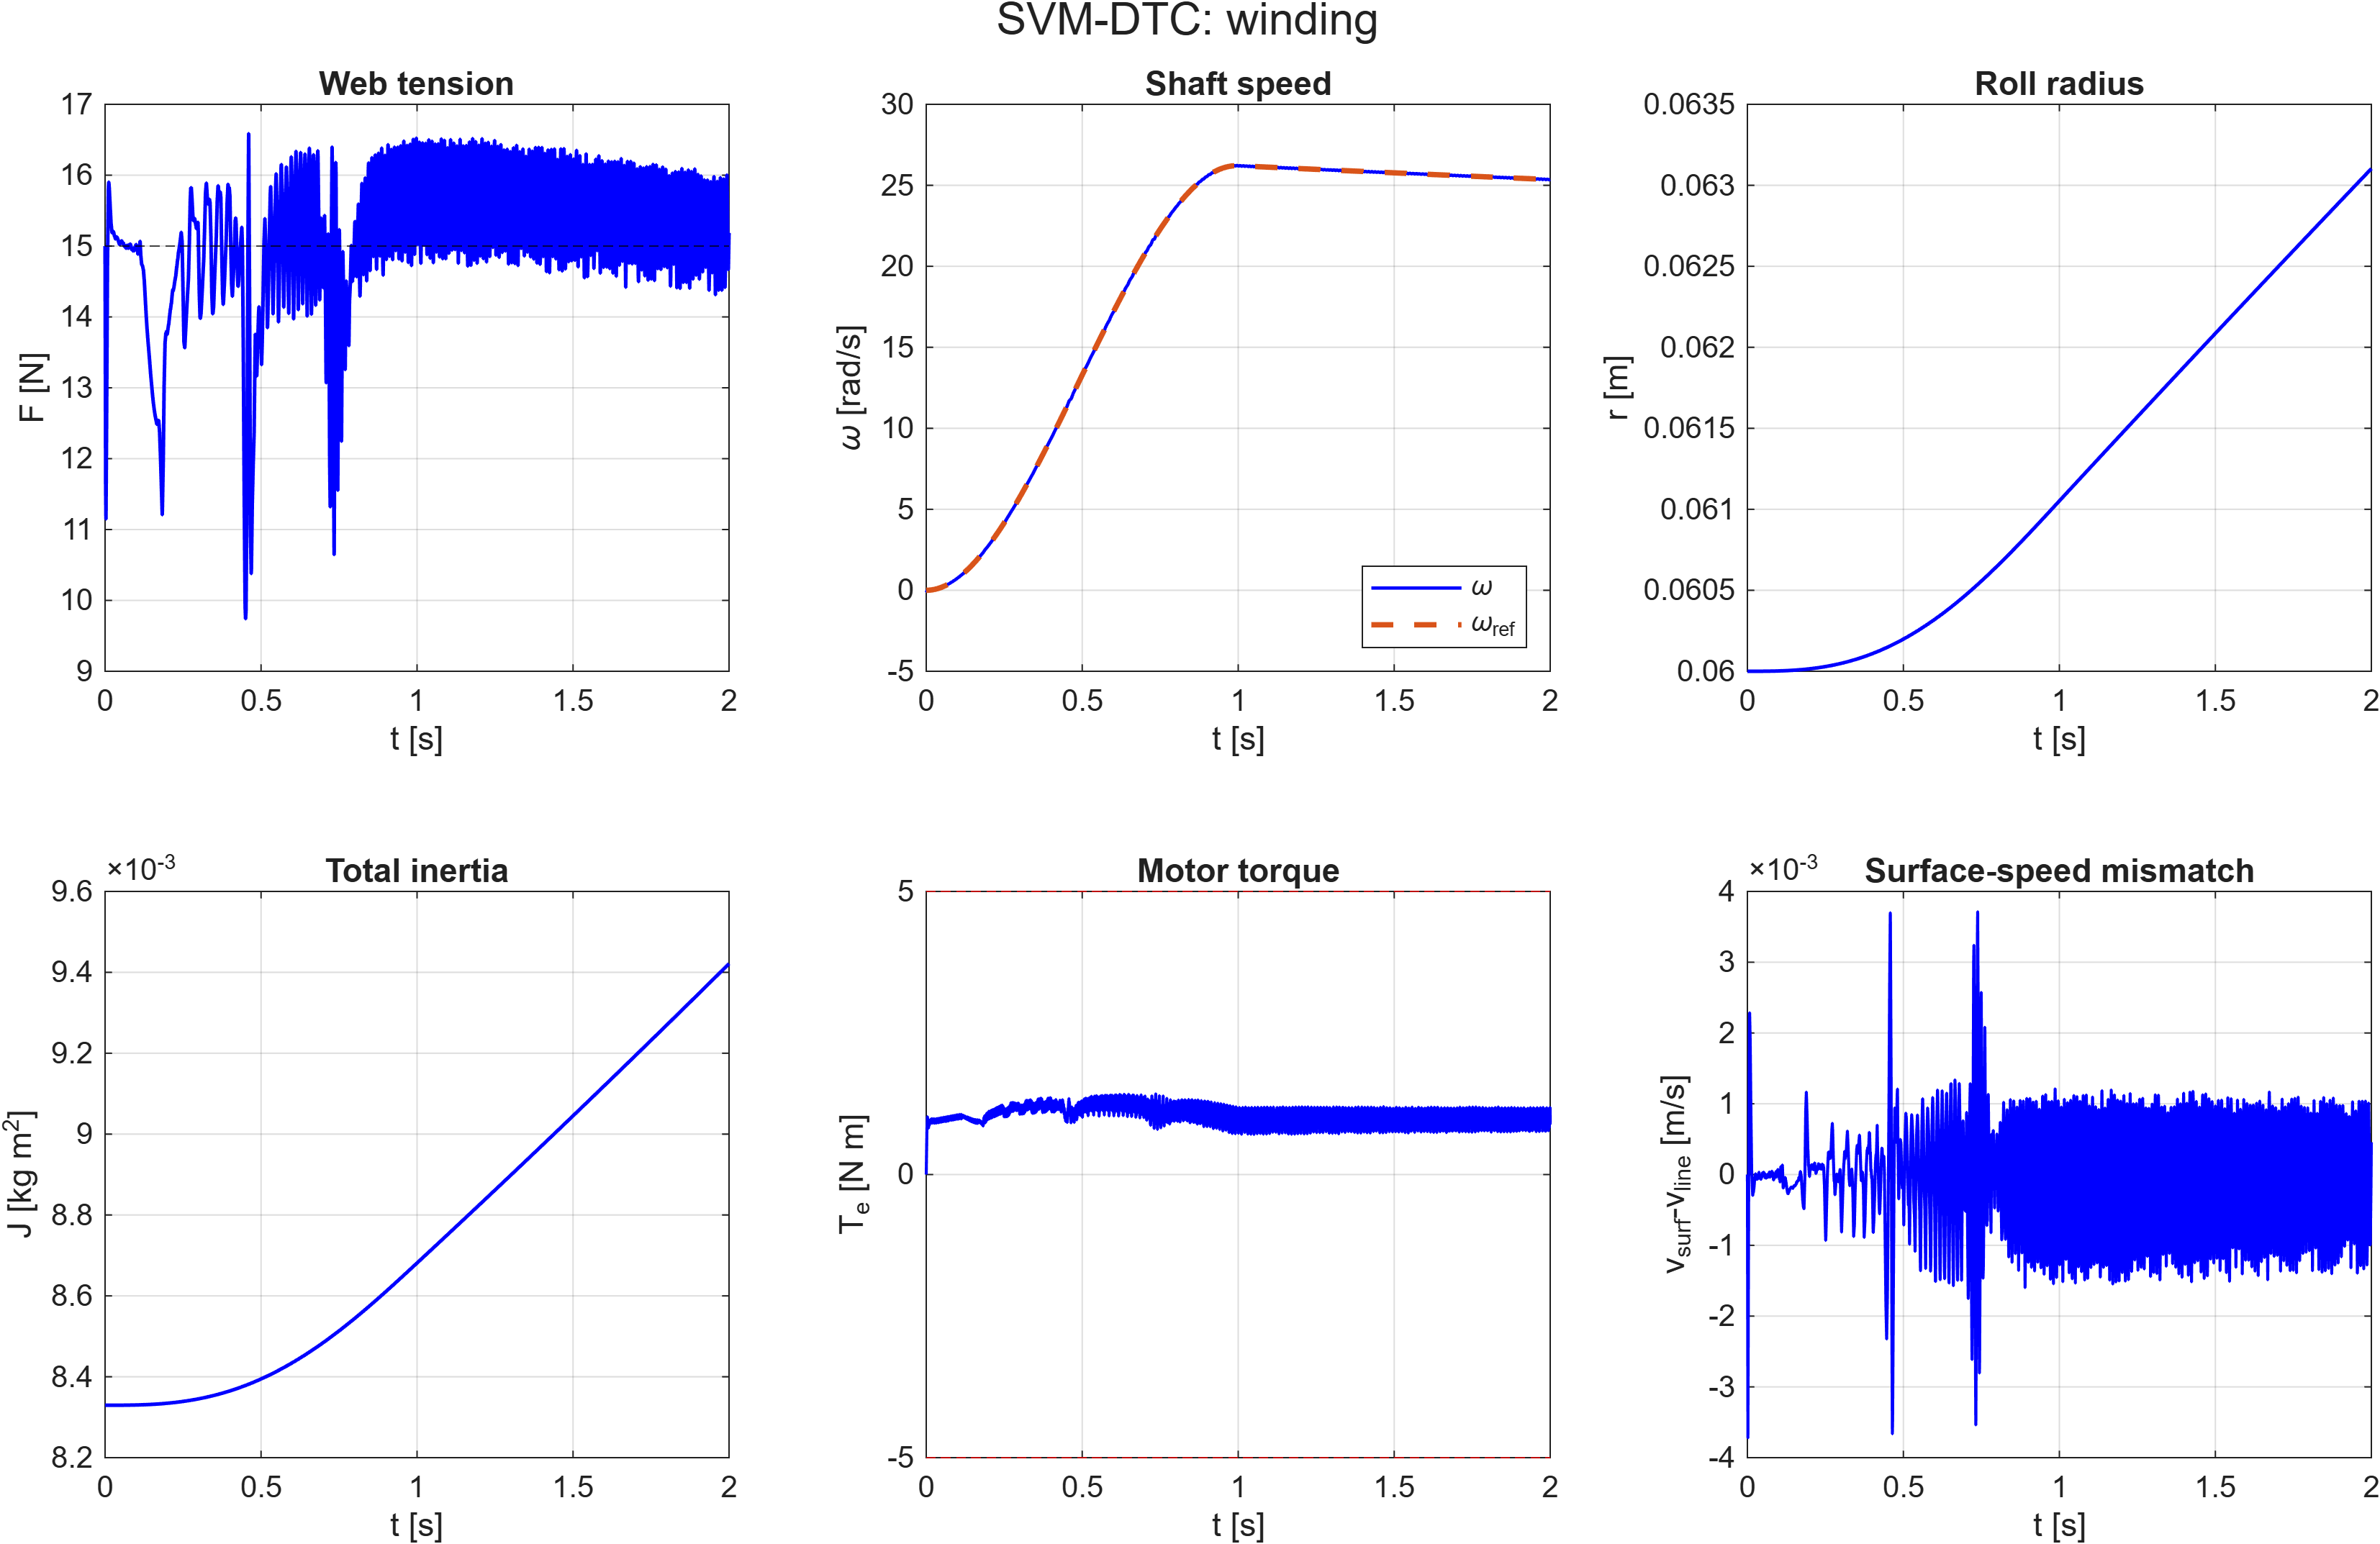 SVM-DTC: winding
Web tension
17
16
15
14
13
12
11
10
9
F [N]
0 0.5 1 1.5 2
t [s]
Shaft speed
30
25
20
15
10
5
0
-5
ω [rad/s]
ω
ω_ref
0 0.5 1 1.5 2
t [s]
Roll radius
0.0635
0.063
0.0625
0.062
0.0615
0.061
0.0605
0.06
r [m]
0 0.5 1 1.5 2
t [s]
×10^-3
Total inertia
9.6
9.4
9.2
9
8.8
8.6
8.4
8.2
J [kg m^2]
0 0.5 1 1.5 2
t [s]
Motor torque
5
0
-5
T_e [N m]
0 0.5 1 1.5 2
t [s]
×10^-3
Surface-speed mismatch
4
3
2
1
0
-1
-2
-3
-4
v_surf-v_line [m/s]
0 0.5 1 1.5 2
t [s]